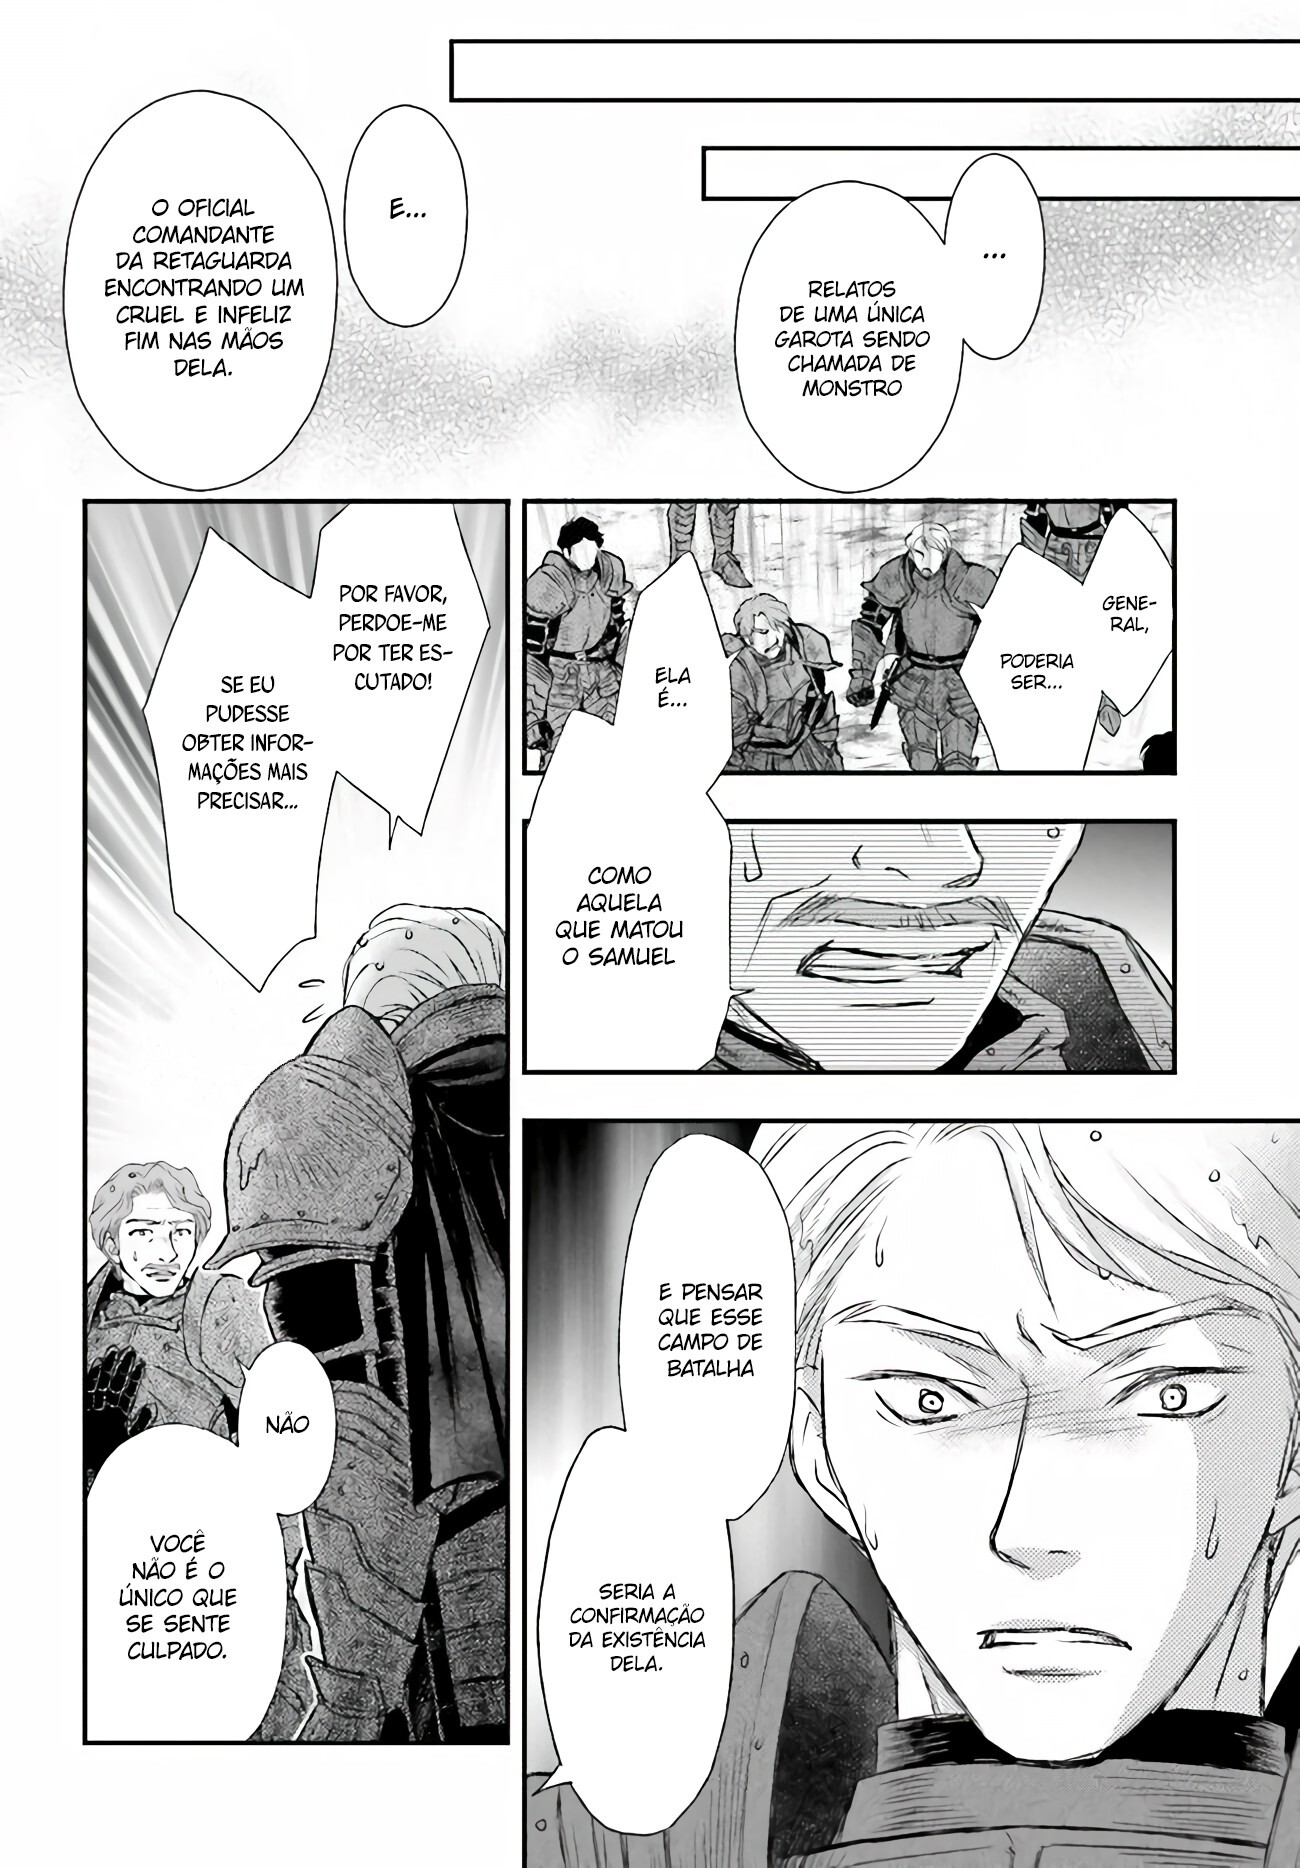 ...
RELATOS
DE UMA ÚNICA
GAROTA SENDO
CHAMADA DE
MONSTRO
E...
O OFICIAL
COMANDANTE
DA RETAGUARDA
ENCONTRANDO UM
CRUEL E INFELIZ
FIM NAS MÃOS
DELA.
GENE-
RAL,
PODERIA
SER...
ELA
É...
COMO
AQUELA
QUE MATOU
O SAMUEL
E PENSAR
QUE ESSE
CAMPO DE
BATALHA
SERIA A
CONFIRMAÇÃO
DA EXISTÊNCIA
DELA.
POR FAVOR,
PERDOE-ME
POR TER ES-
CUTADO!
SE EU
PUDESSE
OBTER INFOR-
MAÇÕES MAIS
PRECISAR...
NÃO
VOCÊ
NÃO É O
ÚNICO QUE
SE SENTE
CULPADO.